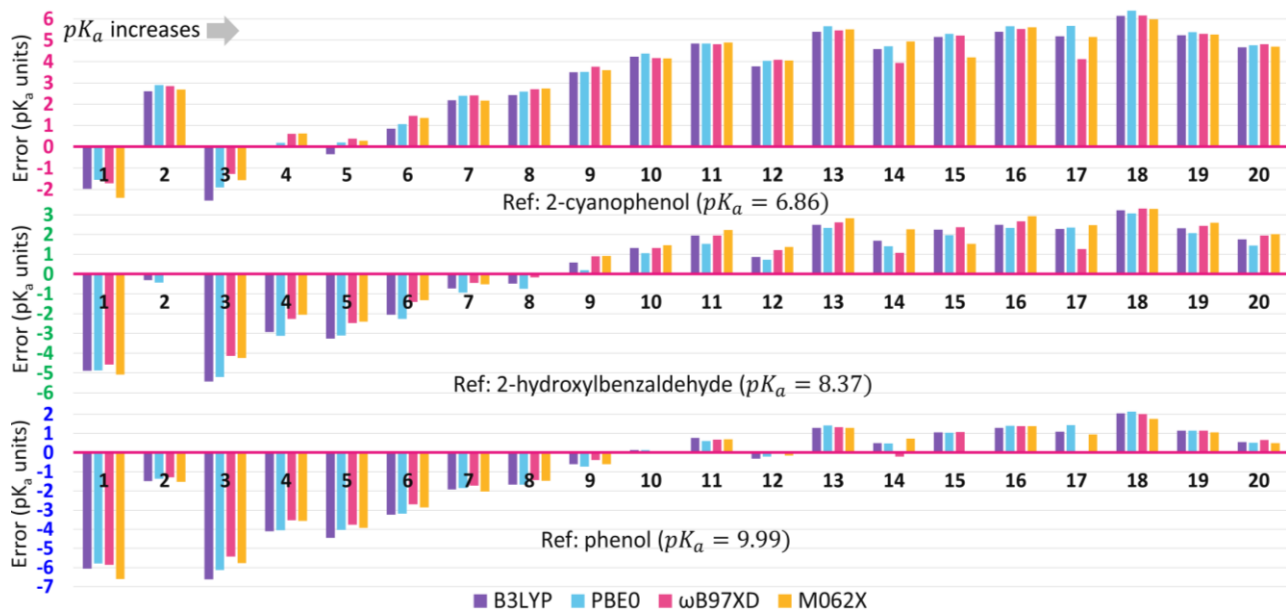 pKa increases
Error (pKa units)
6
5
4
3
2
1
0
-1
-2
1 2 3 4 5 6 7 8 9 10 11 12 13 14 15 16 17 18 19 20
Ref: 2-cyanophenol (pKa = 6.86)
Error (pKa units)
3
2
1
0
-1
-2
-3
-4
-5
-6
1 2 3 4 5 6 7 8 9 10 11 12 13 14 15 16 17 18 19 20
Ref: 2-hydroxylbenzaldehyde (pKa = 8.37)
Error (pKa units)
2
1
0
-1
-2
-3
-4
-5
-6
-7
1 2 3 4 5 6 7 8 9 10 11 12 13 14 15 16 17 18 19 20
Ref: phenol (pKa = 9.99)
B3LYP PBE0 ωB97XD M062X